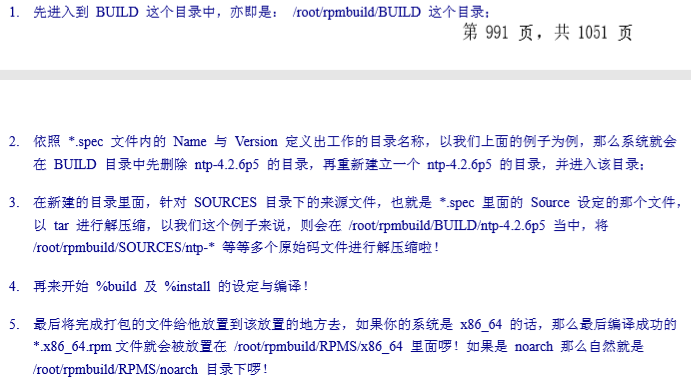 1. 先进入到 BUILD 这个目录中，亦即是： /root/rpmbuild/BUILD 这个目录；
第 991 页，共 1051 页
2. 依照 *.spec 文件内的 Name 与 Version 定义出工作的目录名称，以我们上面的例子为例，那么系统就会
在 BUILD 目录中先删除 ntp-4.2.6p5 的目录，再重新建立一个 ntp-4.2.6p5 的目录，并进入该目录；
3. 在新建的目录里面，针对 SOURCES 目录下的来源文件，也就是 *.spec 里面的 Source 设定的那个文件，
以 tar 进行解压缩，以我们这个例子来说，则会在 /root/rpmbuild/BUILD/ntp-4.2.6p5 当中，将
/root/rpmbuild/SOURCES/ntp-* 等等多个原始码文件进行解压缩啦！
4. 再来开始 %build 及 %install 的设定与编译！
5. 最后将完成打包的文件给他放置到该放置的地方去，如果你的系统是 x86_64 的话，那么最后编译成功的
*.x86_64.rpm 文件就会被放置在 /root/rpmbuild/RPMS/x86_64 里面啰！如果是 noarch 那么自然就是
/root/rpmbuild/RPMS/noarch 目录下啰！